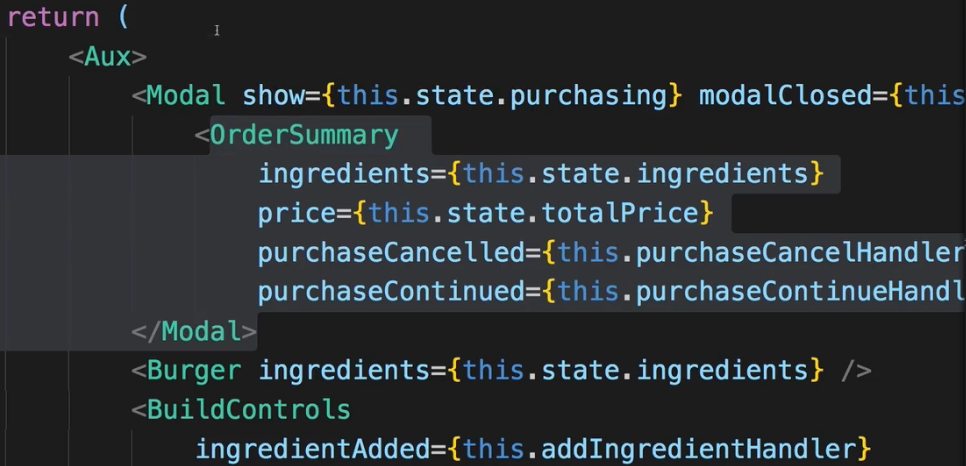 return (
<Aux>
<Modal show={this.state.purchasing} modalClosed={this
<OrderSummary
ingredients={this.state.ingredients}
price={this.state.totalPrice}
purchaseCancelled={this.purchaseCancelHandler
purchaseContinued={this.purchaseContinueHandl
</Modal>
<Burger ingredients={this.state.ingredients} />
<BuildControls
ingredientAdded={this.addIngredientHandler}